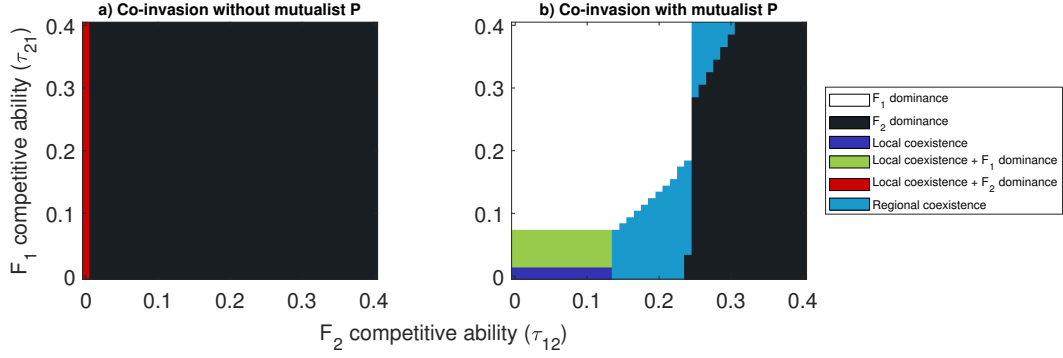 a) Co-invasion without mutualist P
b) Co-invasion with mutualist P
F₁ competitive ability (τ₂₁)
0.4
0.3
0.2
0.1
0
0 0.1 0.2 0.3 0.4
0.4
0.3
0.2
0.1
0
0 0.1 0.2 0.3 0.4
F₂ competitive ability (τ₁₂)
F₁ dominance
F₂ dominance
Local coexistence
Local coexistence + F₁ dominance
Local coexistence + F₂ dominance
Regional coexistence